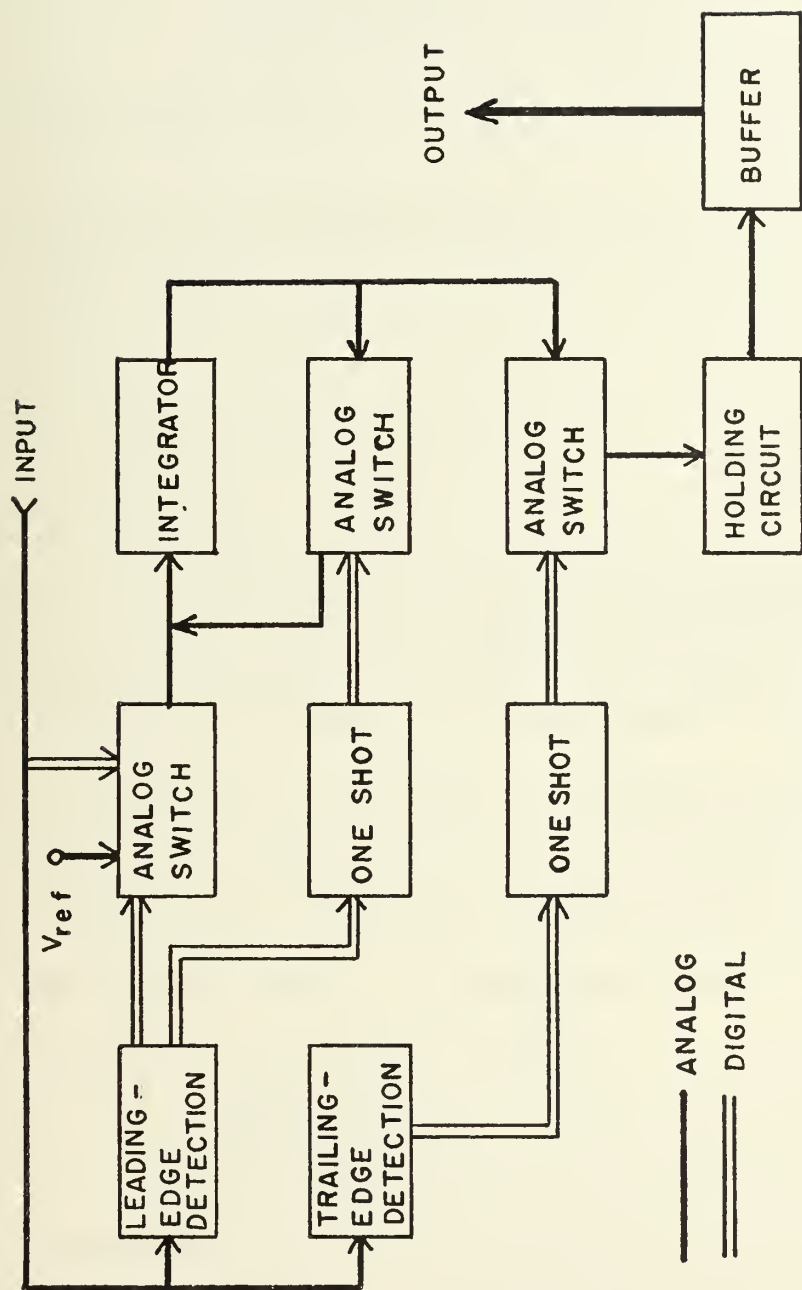 INPUT
Vref
LEADING-
EDGE
DETECTION
ANALOG
SWITCH
INTEGRATOR
TRAILING-
EDGE
DETECTION
ONE SHOT
ANALOG
SWITCH
ONE SHOT
ANALOG
SWITCH
OUTPUT
HOLDING
CIRCUIT
BUFFER
ANALOG
DIGITAL